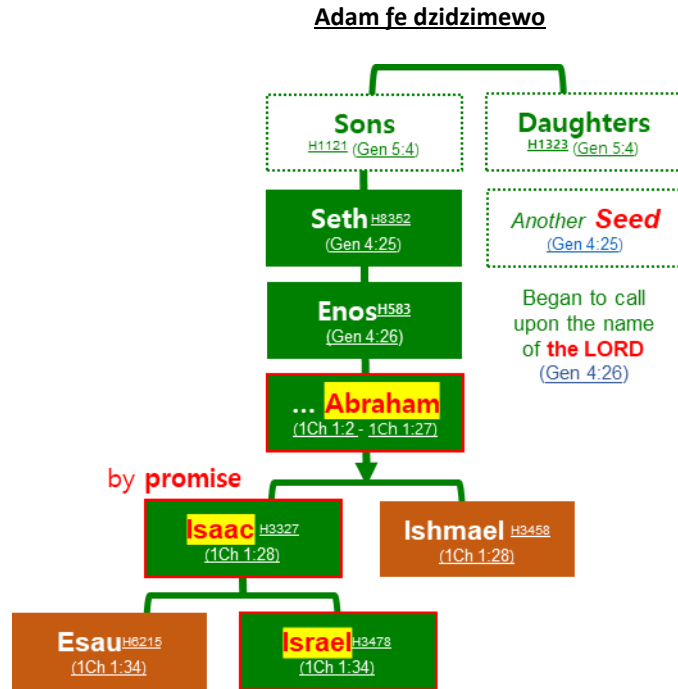 Adam ƒe dzidzimewo
Sons
H1121 (Gen 5:4)
Daughters
H1323 (Gen 5:4)
Seth H8352
(Gen 4:25)
Another Seed
(Gen 4:25)
Enos H583
(Gen 4:26)
Began to call
upon the name
of the LORD
(Gen 4:26)
... Abraham
(1Ch 1:2 - 1Ch 1:27)
by promise
Isaac H3327
(1Ch 1:28)
Ishmael H3458
(1Ch 1:28)
Esau H6215
(1Ch 1:34)
Israel H3478
(1Ch 1:34)